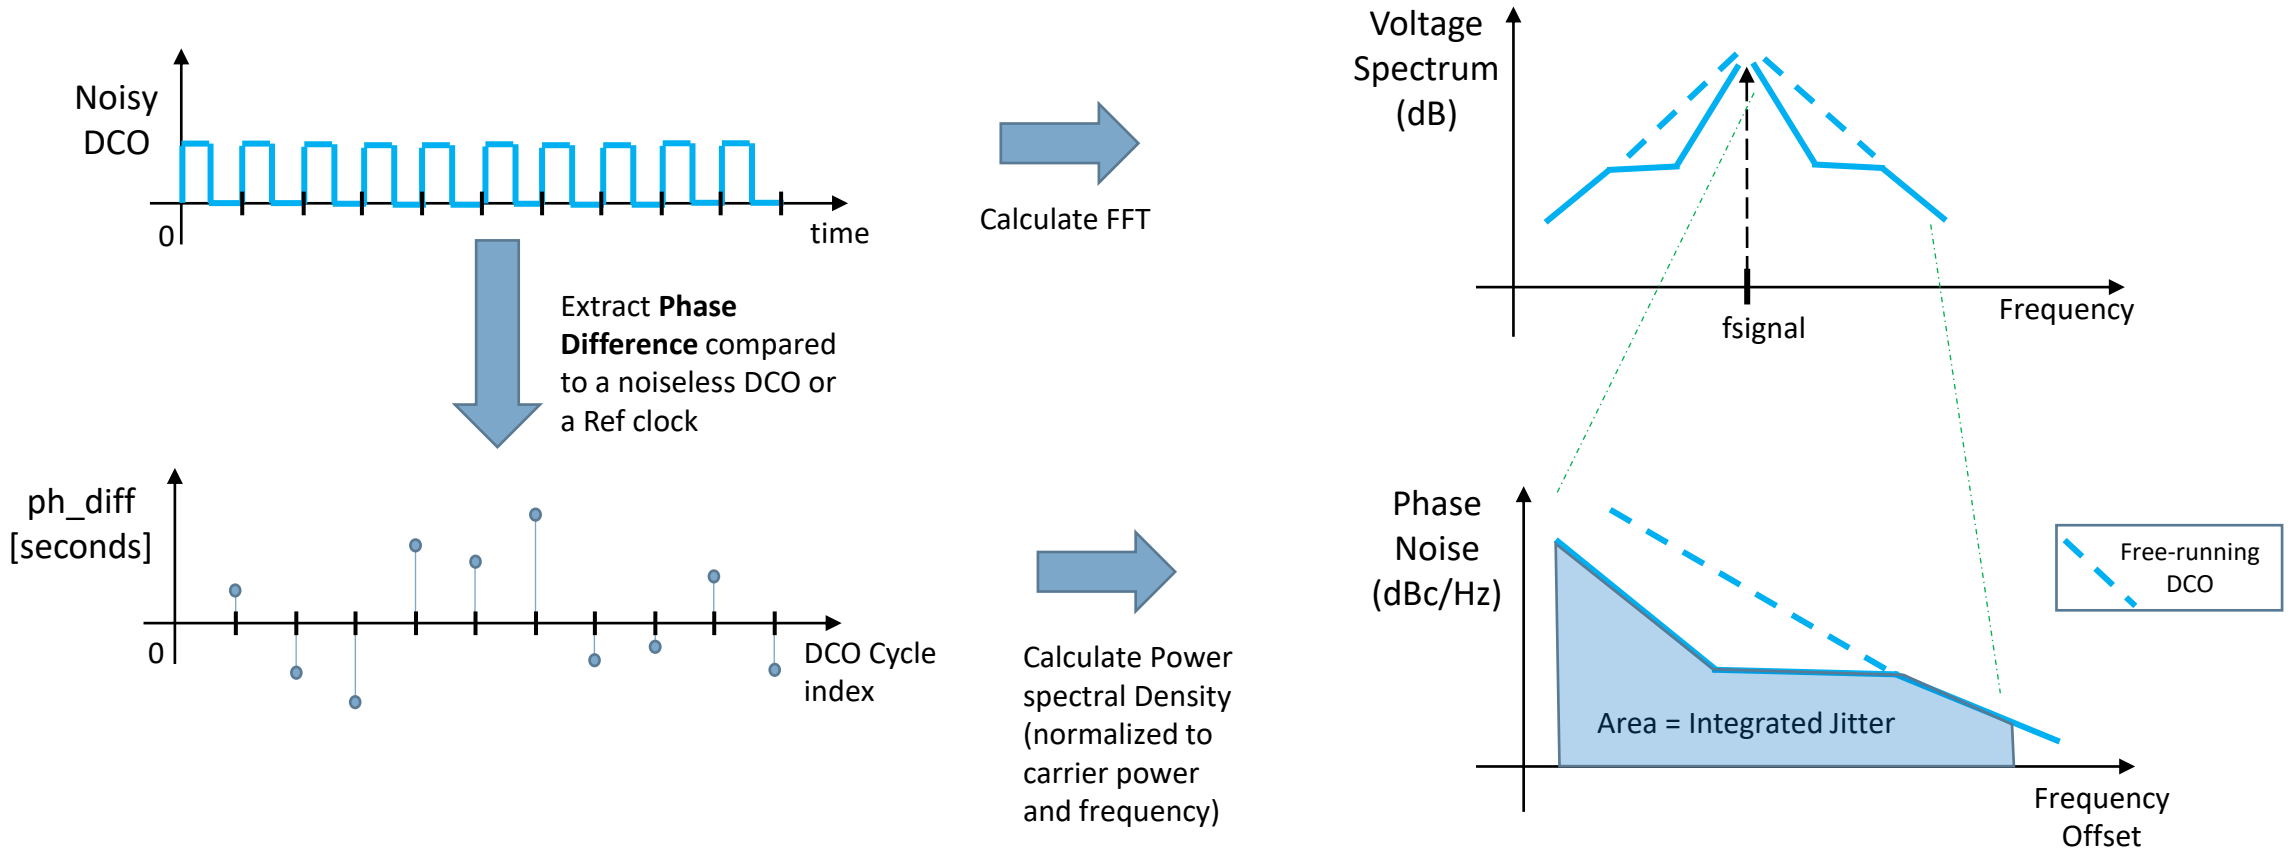 Noisy
DCO
0
time
Calculate FFT
Voltage
Spectrum
(dB)
fsignal
Frequency
Extract Phase
Difference compared
to a noiseless DCO or
a Ref clock
ph_diff
[seconds]
0
DCO Cycle
index
Calculate Power
spectral Density
(normalized to
carrier power
and frequency)
Phase
Noise
(dBc/Hz)
Area = Integrated Jitter
Frequency
Offset
Free-running
DCO